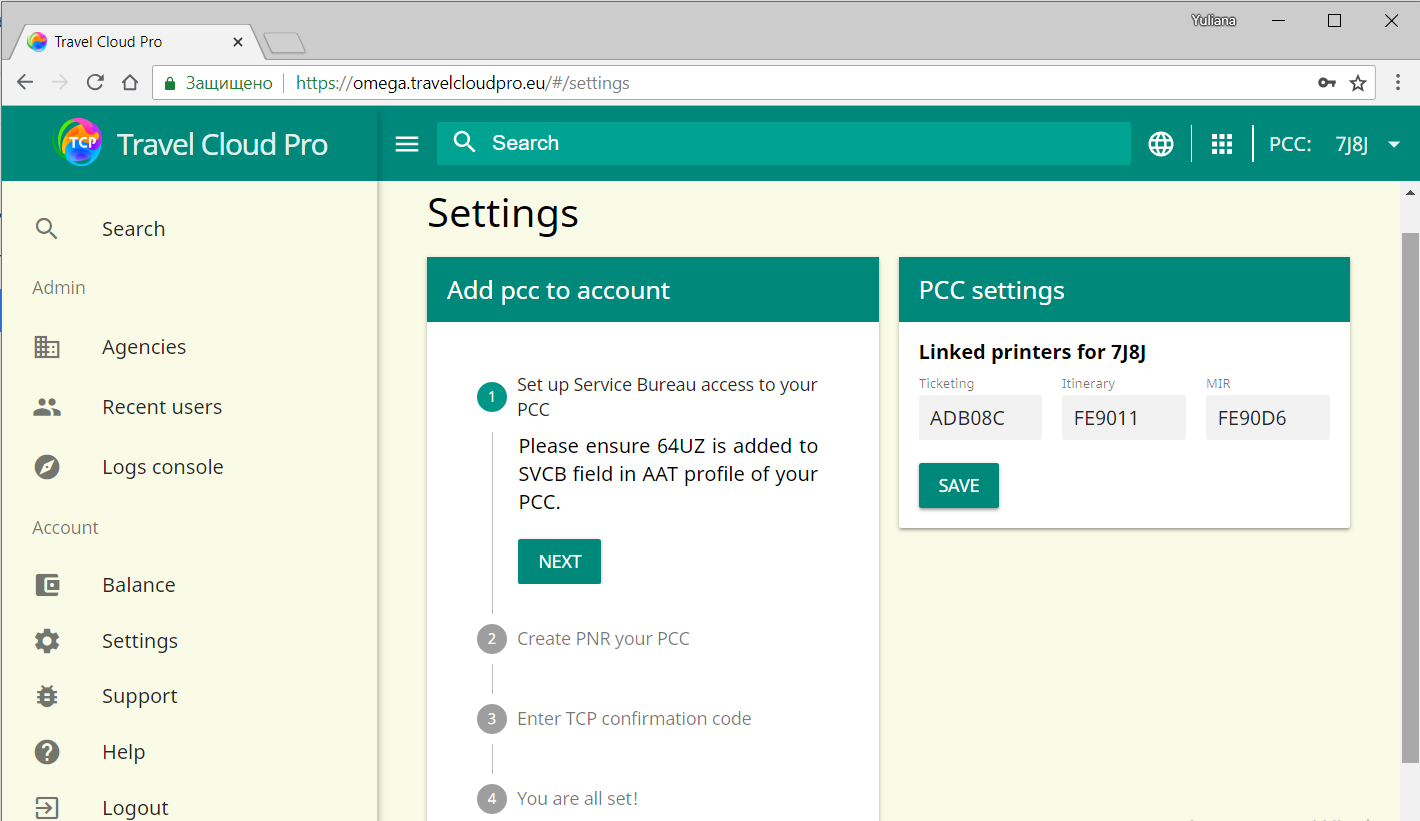 Yuliana
Travel Cloud Pro
Защищено
https://omega.travelcloudpro.eu/#/settings
TCP
Travel Cloud Pro
Search
PCC:
7J8J
Search
Admin
Agencies
Recent users
Logs console
Account
Balance
Settings
Support
Help
Logout
Settings
Add pcc to account
1
Set up Service Bureau access to your
PCC
Please ensure 64UZ is added to
SVCB field in AAT profile of your
PCC.
NEXT
2
Create PNR your PCC
3
Enter TCP confirmation code
4
You are all set!
PCC settings
Linked printers for 7J8J
Ticketing
Itinerary
MIR
ADB08C
FE9011
FE90D6
SAVE